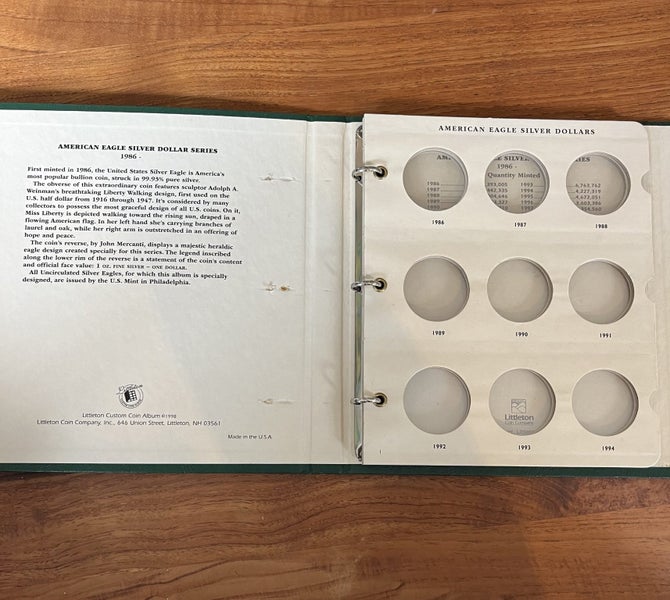 AMERICAN EAGLE SILVER DOLLAR SERIES
1986 -
First minted in 1986, the United States Silver Eagle is America's
most popular bullion coin, struck in 99.93% pure silver.
The obverse of this extraordinary coin features sculptor Adolph A.
Weinman's breathtaking Liberty Walking design, first used on the
U.S. half dollar from 1916 through 1947. It's considered by many
collectors to possess the most graceful design of all U.S. coins. On it,
Miss Liberty is depicted walking toward the rising sun, draped in a
flowing American flag. In her left hand she's carrying branches of
laurel and oak, while her right arm is outstretched in an offering of
hope and peace.
The coin's reverse, by John Mercanti, displays a majestic heraldic
eagle design created specially for this series. The legend inscribed
along the lower rim of the reverse is a statement of the coin's content
and official face value: 1 OZ. FINE SILVER – ONE DOLLAR.
All Uncirculated Silver Eagles, for which this album is specially
designed, are issued by the U.S. Mint in Philadelphia.
Littleton Custom Coin Album ©1998
Littleton Coin Company, Inc., 646 Union Street, Littleton, NH 03561
Made in the U.S.A.
AMERICAN EAGLE SILVER DOLLARS
1986 -
Quantity Minted
1986 1993 4,763,762
1987 1994 4,227,319
1988 1995 4,672,051
1989 1996
1990
1986 1987 1988
1989 1990 1991
Littleton
Coin Company
1992 1993 1994